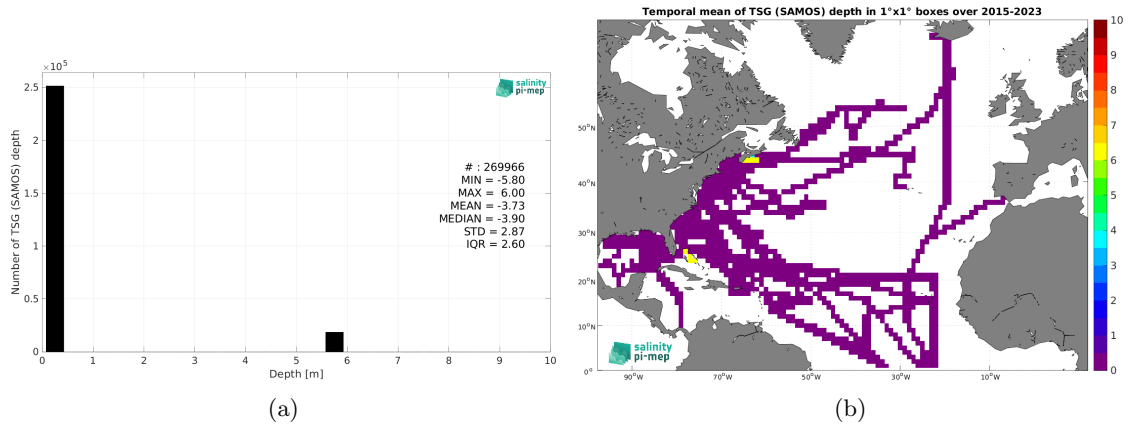 ×10⁵
2.5
2
1.5
1
0.5
0
0 1 2 3 4 5 6 7 8 9 10
Number of TSG (SAMOS) depth
Depth [m]
salinity
pi-mep
# : 269966
MIN = -5.80
MAX = 6.00
MEAN = -3.73
MEDIAN = -3.90
STD = 2.87
IQR = 2.60
(a)
Temporal mean of TSG (SAMOS) depth in 1°x1° boxes over 2015-2023
50°N
40°N
30°N
20°N
10°N
0°
90°W 70°W 50°W 30°W 10°W
salinity
pi-mep
10
9
8
7
6
5
4
3
2
1
0
(b)